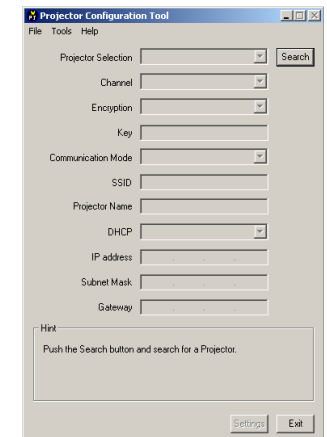 Projector Configuration Tool
File Tools Help
Projector Selection Search
Channel
Encryption
Key
Communication Mode
SSID
Projector Name
DHCP
IP address
Subnet Mask
Gateway
Hint
Push the Search button and search for a Projector.
Settings Exit